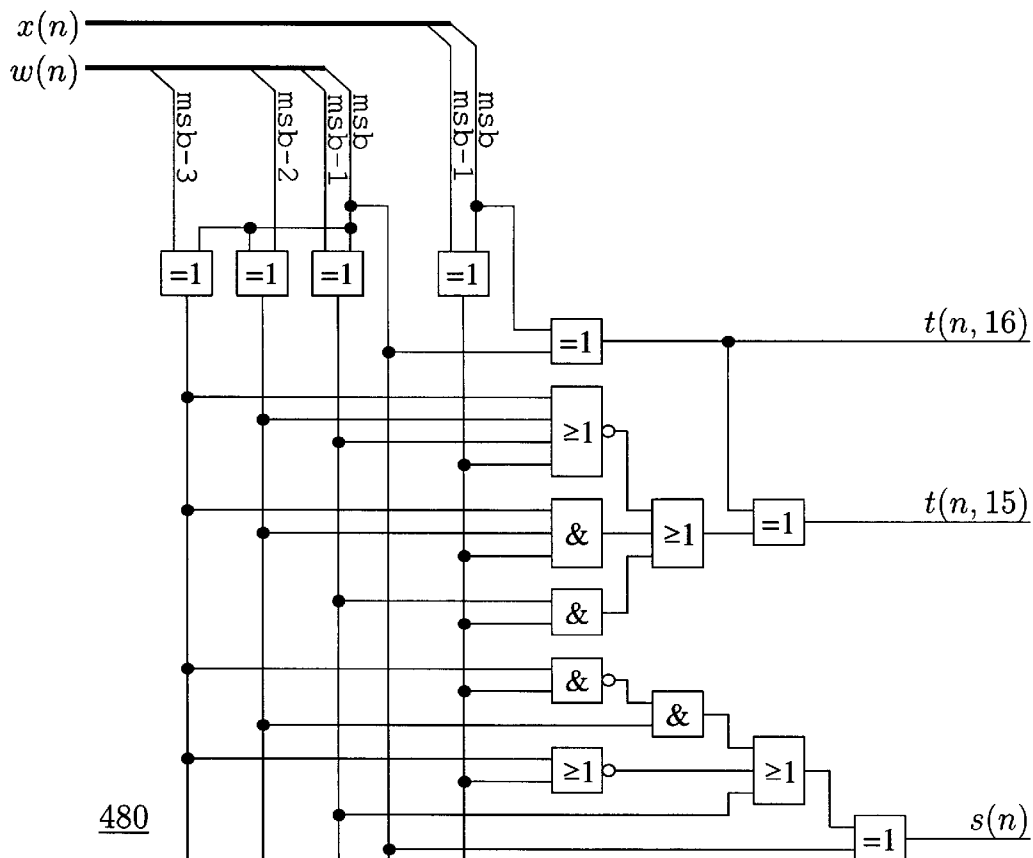 x(n)
w(n)
msb-3
msb-2
msb-1
msb
msb-1
msb
=1
=1
=1
=1
=1
t(n, 16)
≥1
&
≥1
=1
t(n, 15)
&
&
&
≥1
≥1
480
=1
s(n)